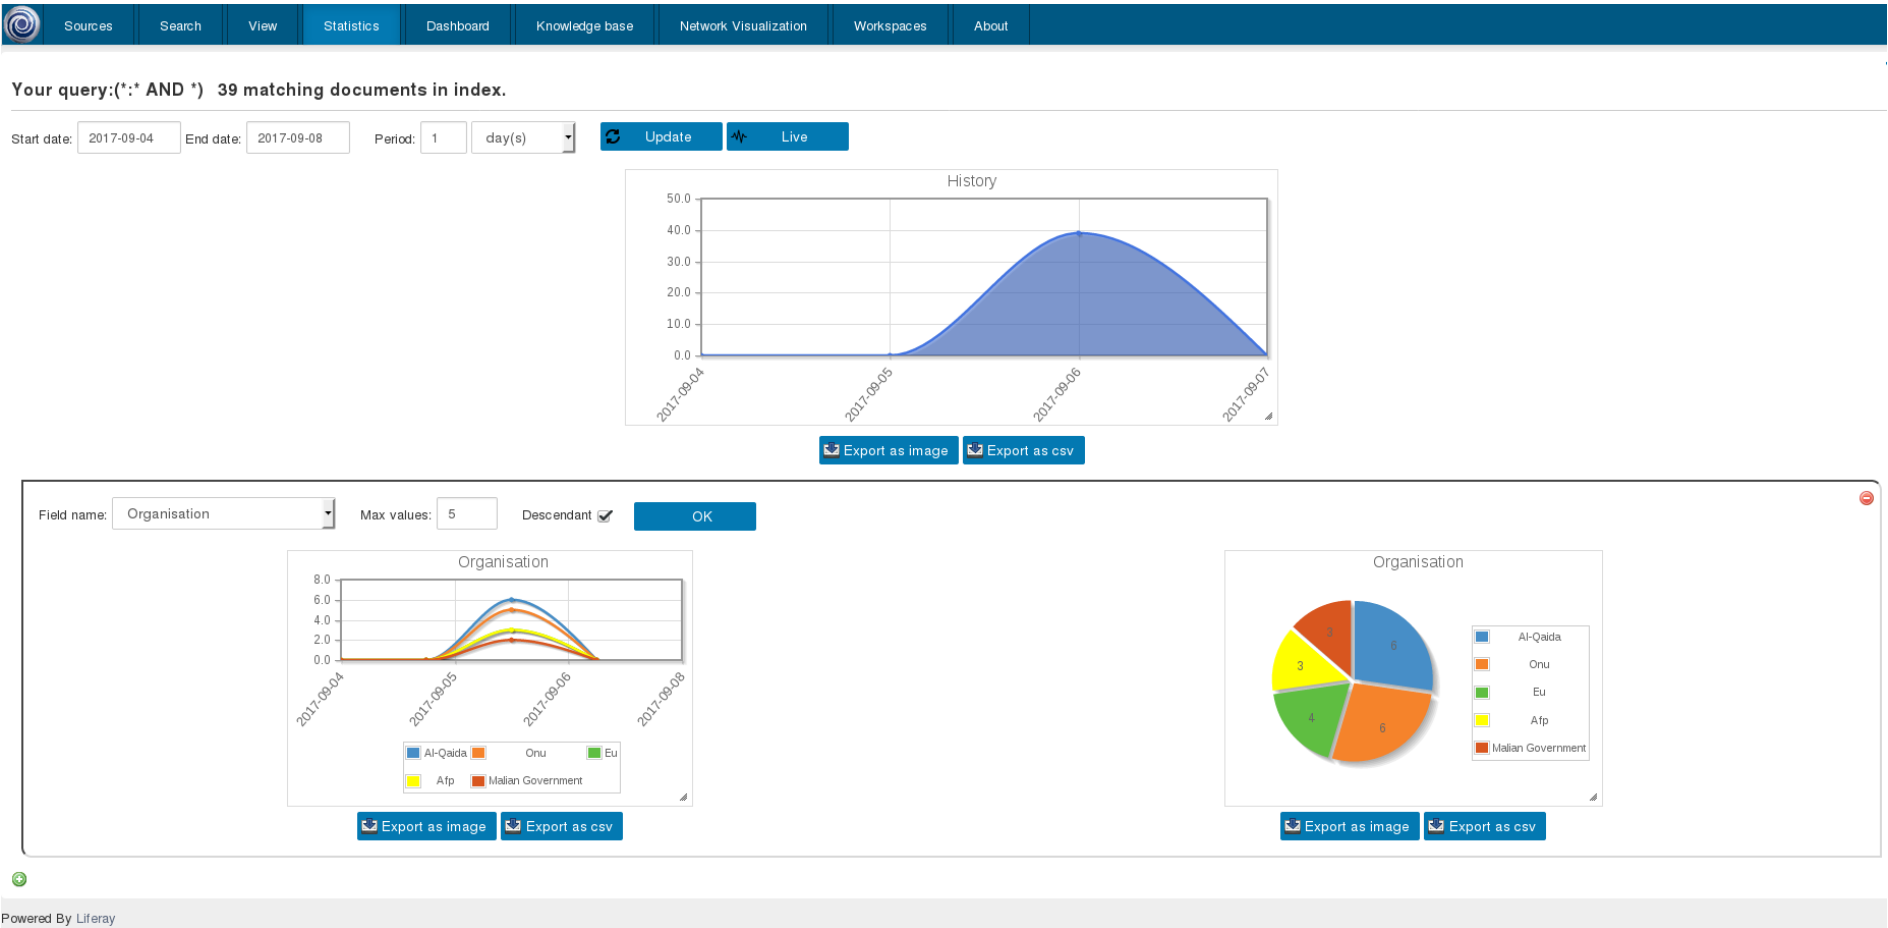 Sources Search View Statistics Dashboard Knowledge base Network Visualization Workspaces About
Your query:(*:* AND *) 39 matching documents in index.
Start date: 2017-09-04 End date: 2017-09-08 Period: 1 day(s) Update Live
History
50.0
40.0
30.0
20.0
10.0
0.0
2017-09-04 2017-09-05 2017-09-06 2017-09-07
Export as image Export as csv
Field name: Organisation Max values: 5 Descendant OK
Organisation
8.0
6.0
4.0
2.0
0.0
2017-09-04 2017-09-05 2017-09-06 2017-09-08
Al-Qaida Onu Eu
Afp Malian Government
Export as image Export as csv
Organisation
3 6
3
4 6
Al-Qaida
Onu
Eu
Afp
Malian Government
Export as image Export as csv
Powered By Liferay